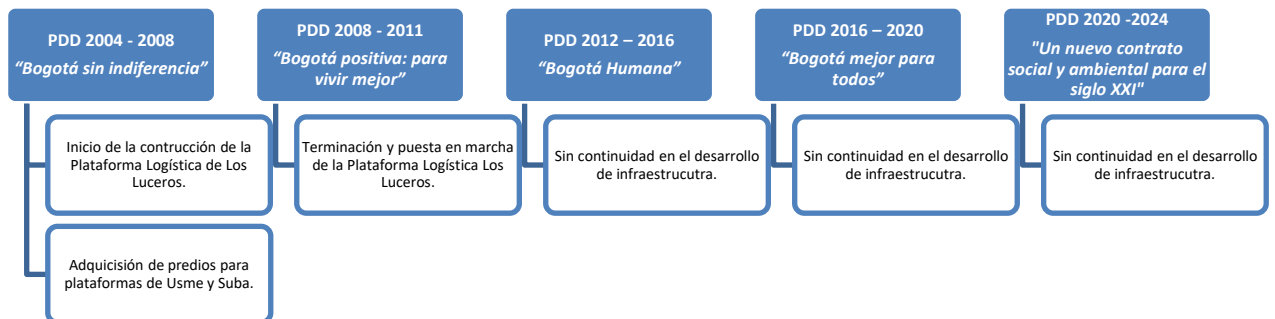 PDD 2004 - 2008
“Bogotá sin indiferencia”
Inicio de la contrucción de la
Plataforma Logística de Los
Luceros.
Adquicisión de predios para
plataformas de Usme y Suba.
PDD 2008 - 2011
“Bogotá positiva: para
vivir mejor”
Terminación y puesta en marcha
de la Plataforma Logística Los
Luceros.
PDD 2012 – 2016
“Bogotá Humana”
Sin continuidad en el desarrollo
de infraestrucutra.
PDD 2016 – 2020
“Bogotá mejor para
todos”
Sin continuidad en el desarrollo
de infraestrucutra.
PDD 2020 -2024
"Un nuevo contrato
social y ambiental para el
siglo XXI"
Sin continuidad en el desarrollo
de infraestrucutra.